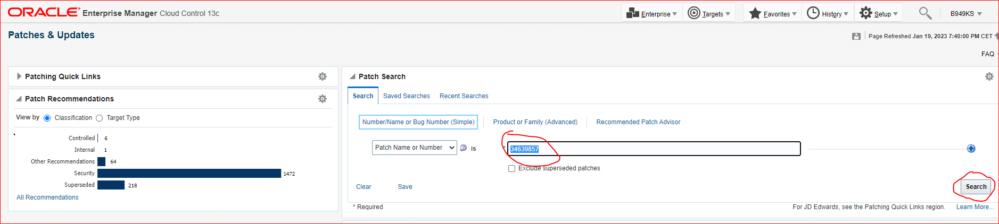 ORACLE Enterprise Manager Cloud Control 13c
Enterprise Targets Favorites History Setup B949KS
Patches & Updates
Page Refreshed Jan 19, 2023 7:40:00 PM CET
FAQ
Patching Quick Links
Patch Recommendations
View by Classification Target Type
Controlled 6
Internal 1
Other Recommendations 64
Security 1472
Superseded 218
All Recommendations
Patch Search
Search Saved Searches Recent Searches
Number/Name or Bug Number (Simple) Product or Family (Advanced) Recommended Patch Advisor
Patch Name or Number ? is * 34639857
Exclude superseded patches
Clear Save Search
* Required For JD Edwards, see the Patching Quick Links region. Learn More...